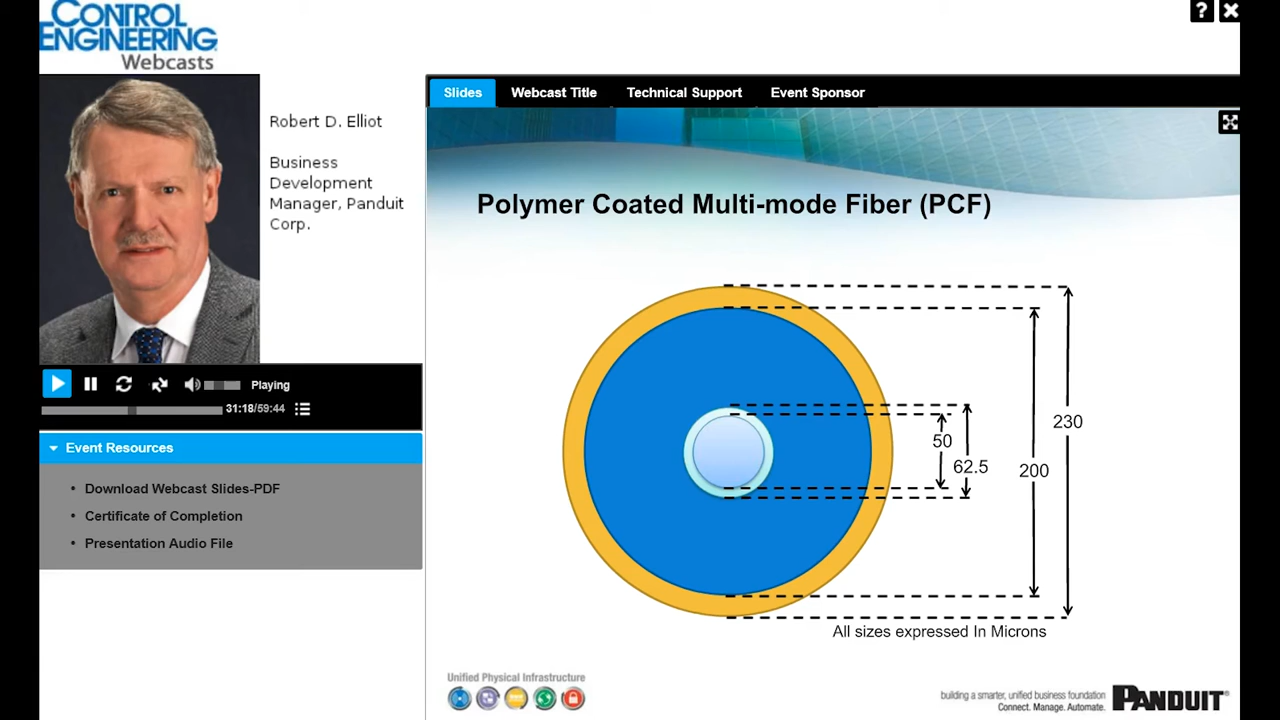 CONTROL
ENGINEERING
Webcasts
Robert D. Elliot
Business
Development
Manager, Panduit
Corp.
Playing
31:18/59:44
Event Resources
• Download Webcast Slides-PDF
• Certificate of Completion
• Presentation Audio File
?
Slides Webcast Title Technical Support Event Sponsor
Polymer Coated Multi-mode Fiber (PCF)
50
62.5
200
230
All sizes expressed In Microns
Unified Physical Infrastructure
building a smarter, unified business foundation
Connect. Manage. Automate.
PANDUIT